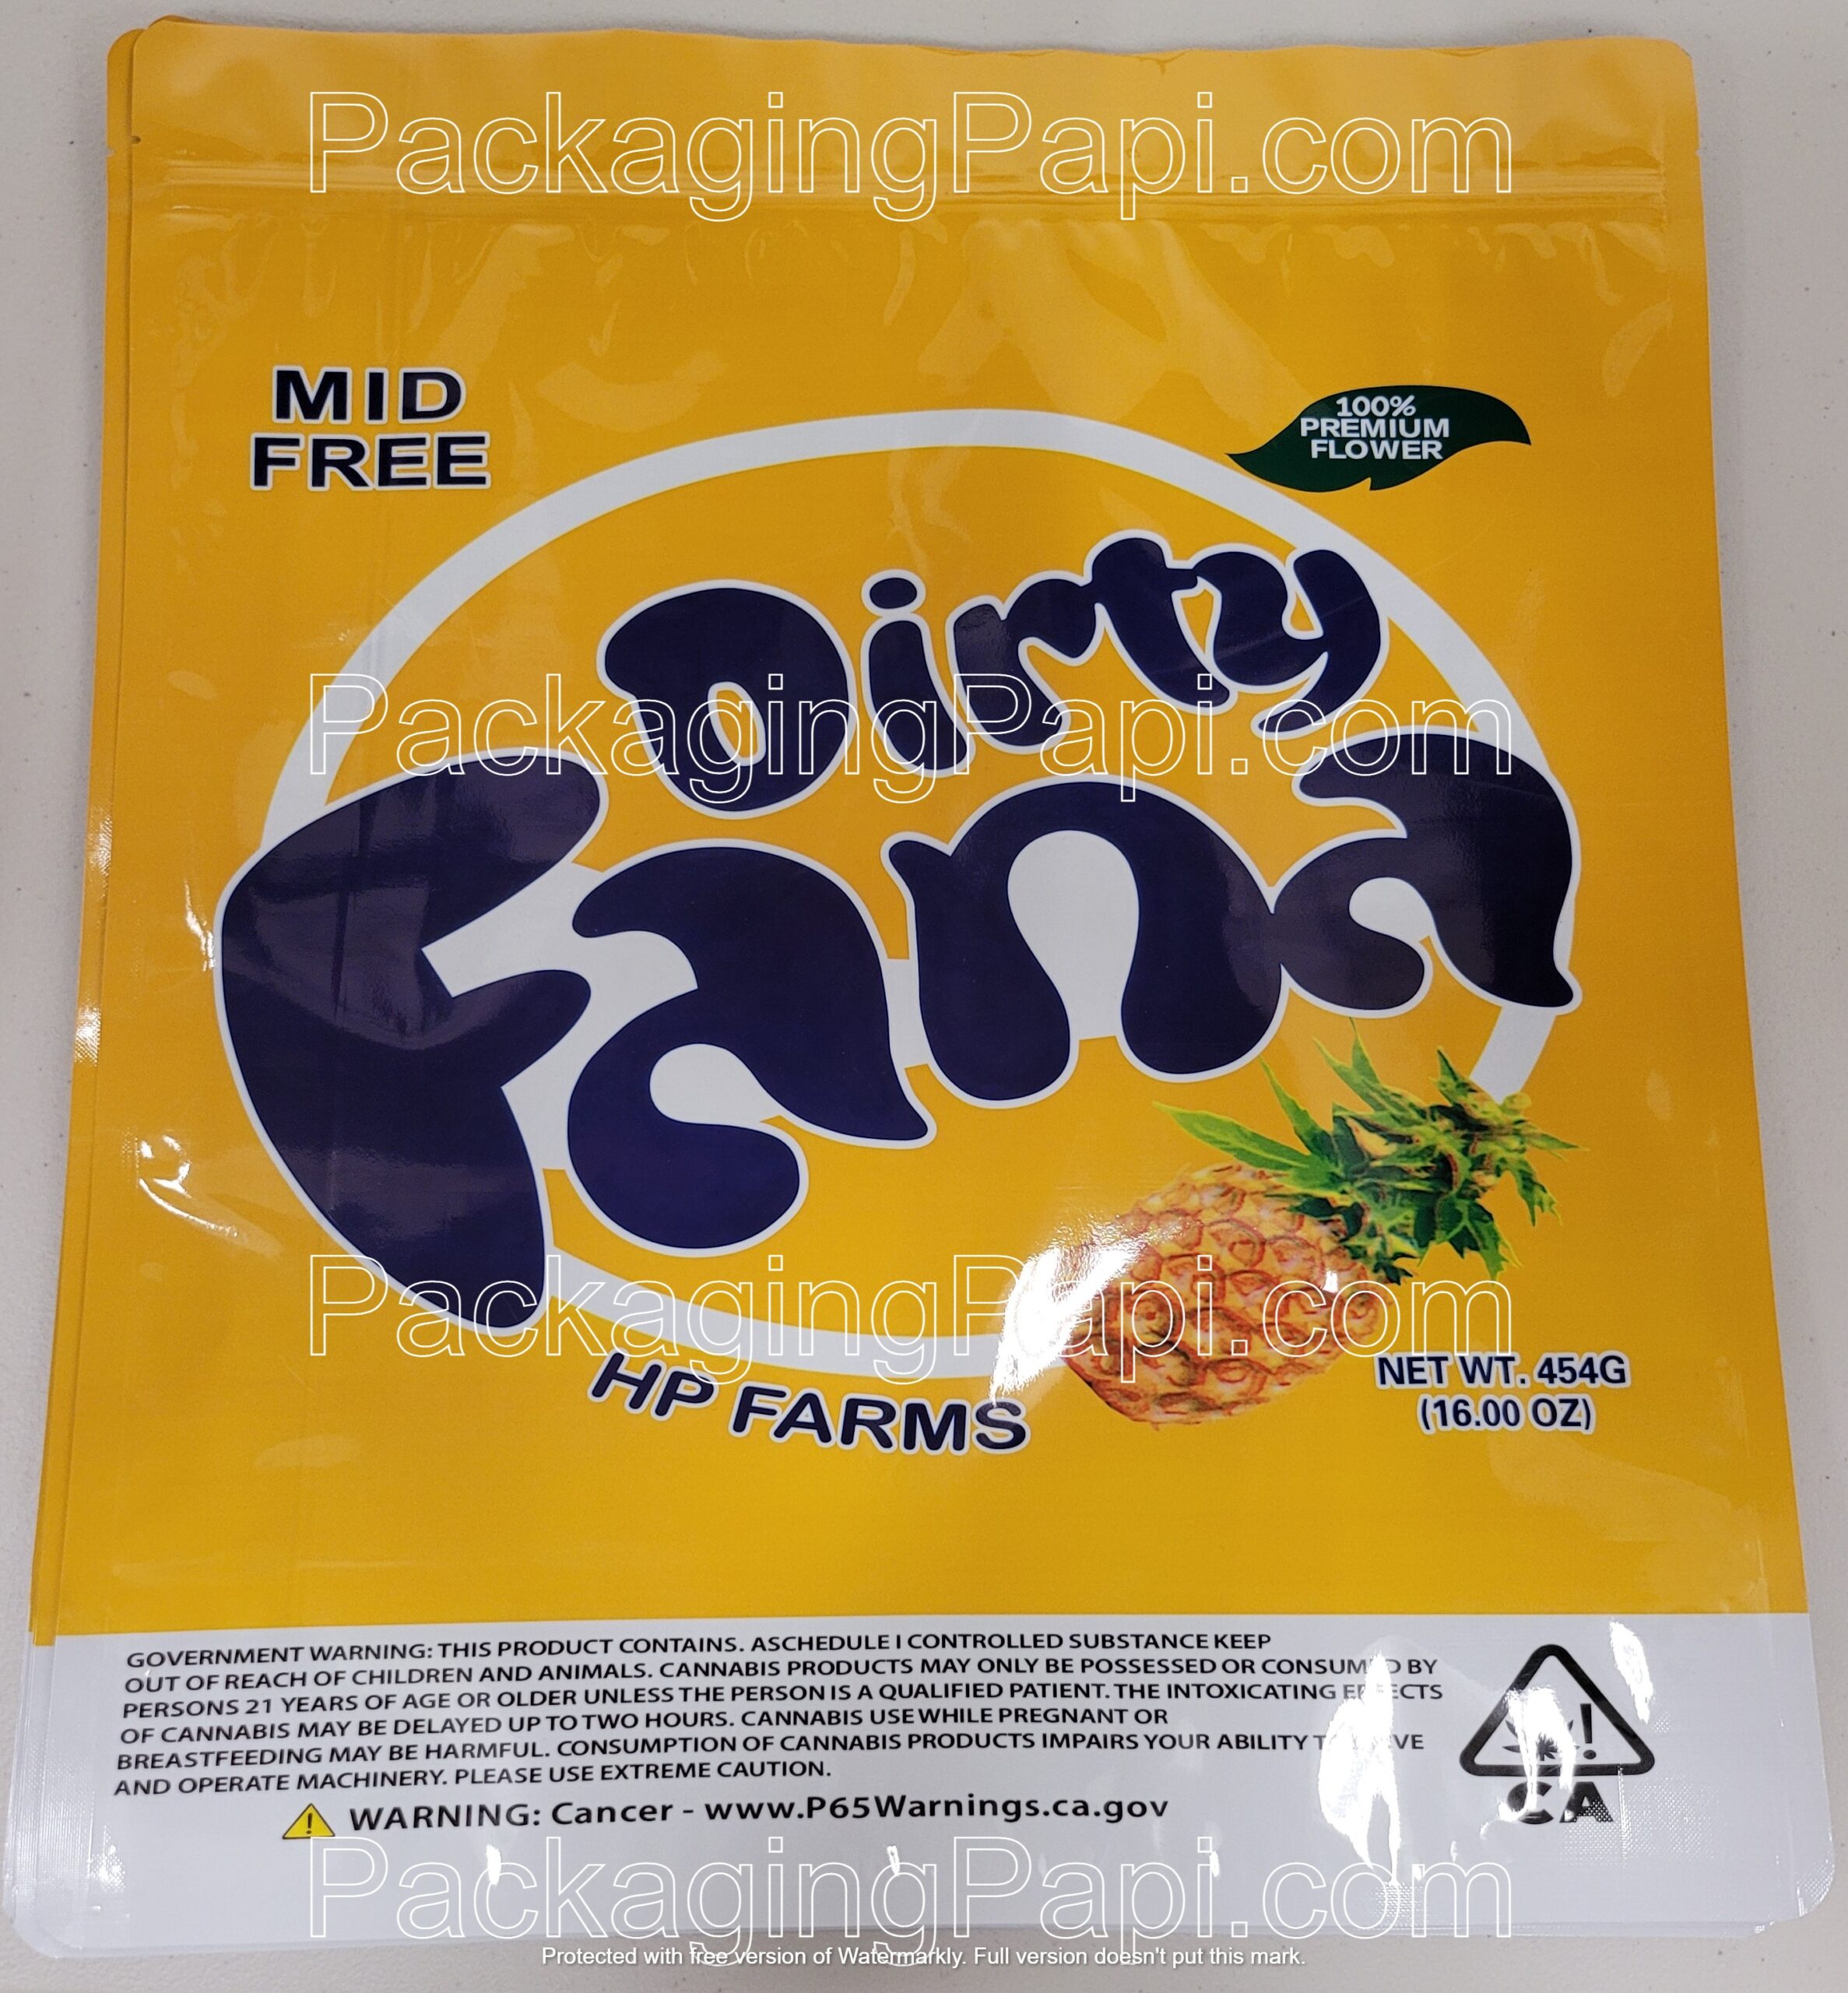 PackagingPapi.com
MID
FREE
100%
PREMIUM
FLOWER
Dirty
PackagingPapi.com
Fana
PackagingPapi.com
HP FARMS
NET WT. 454G
(16.00 OZ)
GOVERNMENT WARNING: THIS PRODUCT CONTAINS. ASCHEDULE I CONTROLLED SUBSTANCE KEEP
OUT OF REACH OF CHILDREN AND ANIMALS. CANNABIS PRODUCTS MAY ONLY BE POSSESSED OR CONSUMED BY
PERSONS 21 YEARS OF AGE OR OLDER UNLESS THE PERSON IS A QUALIFIED PATIENT. THE INTOXICATING EFFECTS
OF CANNABIS MAY BE DELAYED UP TO TWO HOURS. CANNABIS USE WHILE PREGNANT OR
BREASTFEEDING MAY BE HARMFUL. CONSUMPTION OF CANNABIS PRODUCTS IMPAIRS YOUR ABILITY TO
AND OPERATE MACHINERY. PLEASE USE EXTREME CAUTION.
! WARNING: Cancer - www.P65Warnings.ca.gov
!
CA
PackagingPapi.com
Protected with free version of Watermarkly. Full version doesn't put this mark.